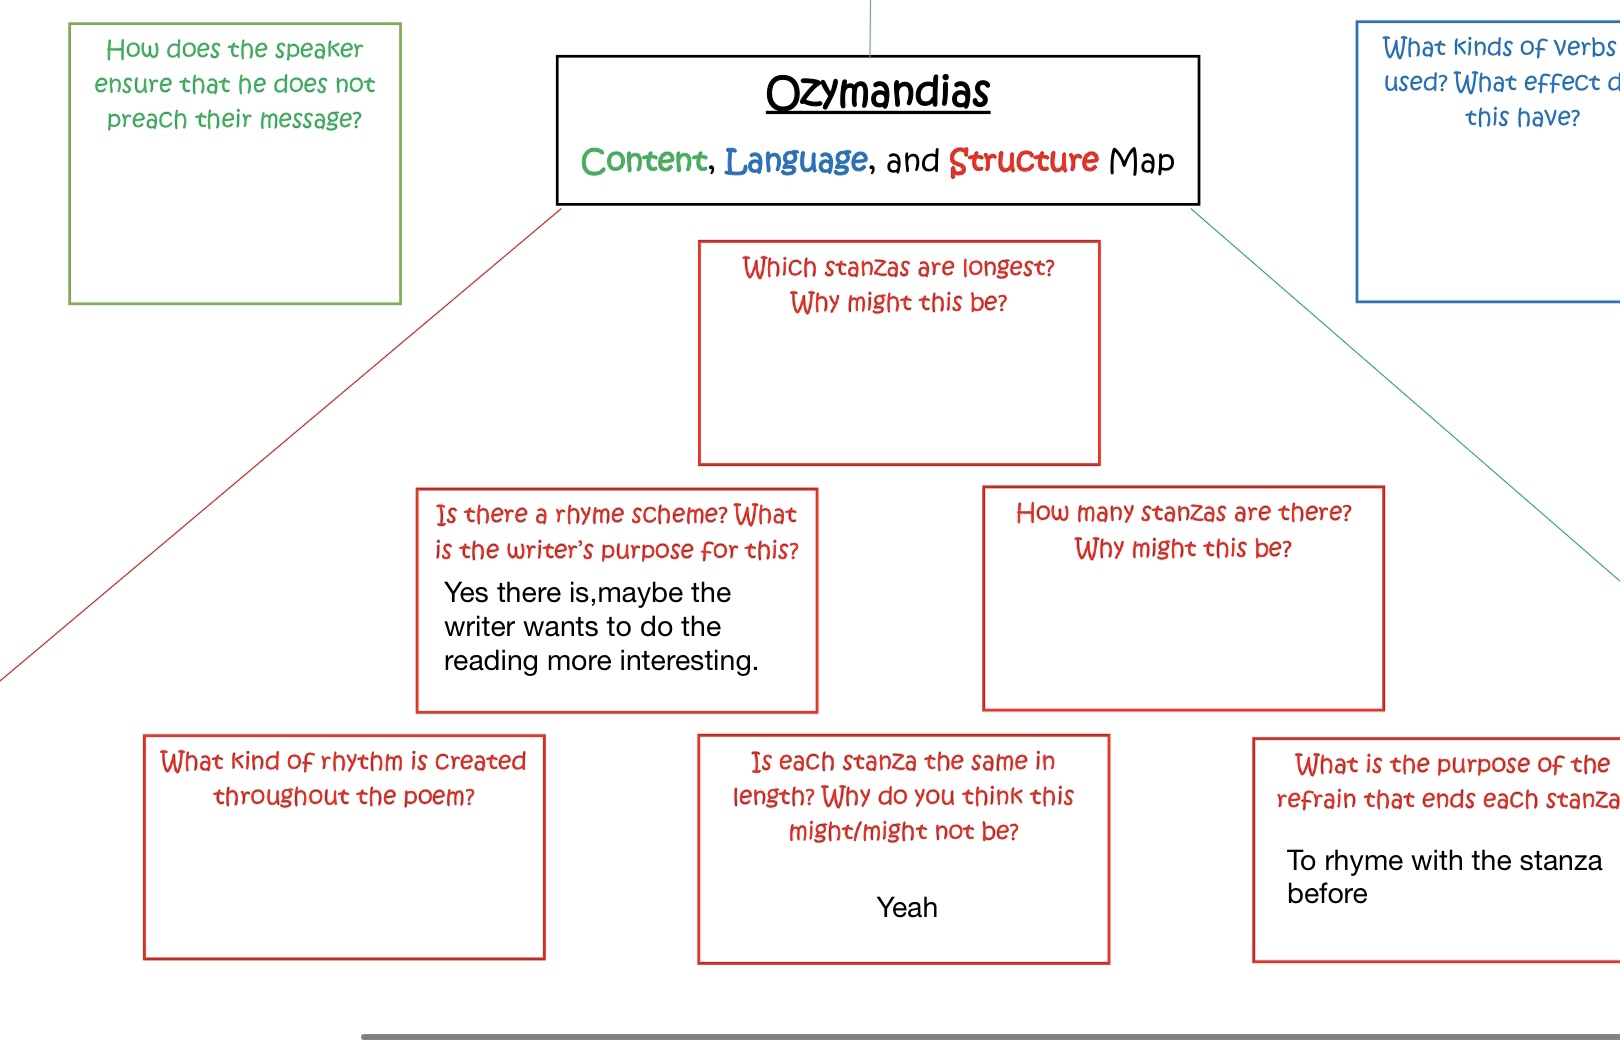 How does the speaker
ensure that he does not
preach their message?
Ozymandias
Content, Language, and Structure Map
What kinds of verbs
used? What effect d
this have?
Which stanzas are longest?
Why might this be?
Is there a rhyme scheme? What
is the writer's purpose for this?
Yes there is,maybe the
writer wants to do the
reading more interesting.
How many stanzas are there?
Why might this be?
What kind of rhythm is created
throughout the poem?
Is each stanza the same in
length? Why do you think this
might/might not be?
Yeah
What is the purpose of the
refrain that ends each stanza
To rhyme with the stanza
before